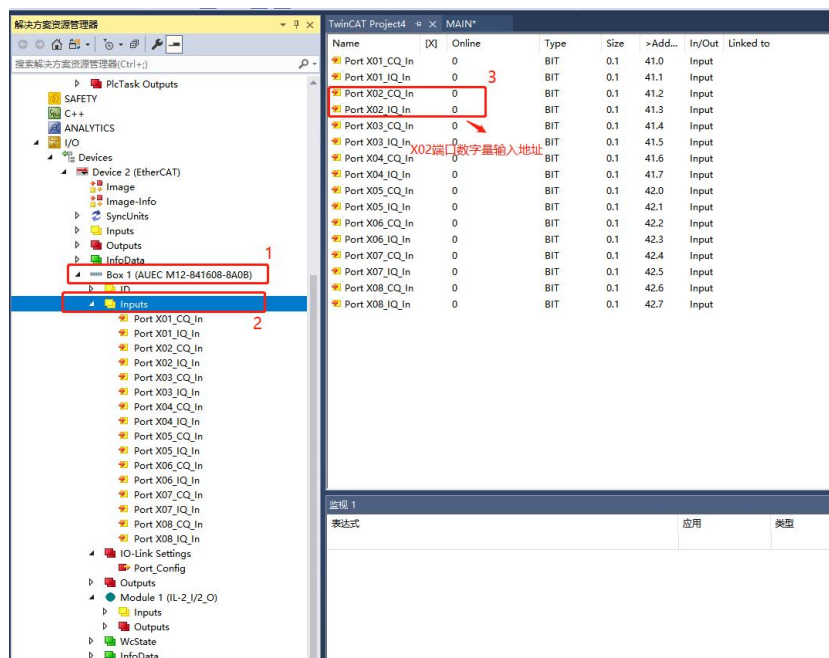 解决方案资源管理器
搜索解决方案资源管理器(Ctrl+;)
PlcTask Outputs
SAFETY
C++
ANALYTICS
I/O
Devices
Device 2 (EtherCAT)
Image
Image-Info
SyncUnits
Inputs
Outputs
InfoData
1
Box 1 (AUEC M12-841608-8A0B)
ID
Inputs
2
Port X01_CQ_In
Port X01_IQ_In
Port X02_CQ_In
Port X02_IQ_In
Port X03_CQ_In
Port X03_IQ_In
Port X04_CQ_In
Port X04_IQ_In
Port X05_CQ_In
Port X05_IQ_In
Port X06_CQ_In
Port X06_IQ_In
Port X07_CQ_In
Port X07_IQ_In
Port X08_CQ_In
Port X08_IQ_In
IO-Link Settings
Port_Config
Outputs
Module 1 (IL-2_I/2_O)
Inputs
Outputs
WcState
InfoData
TwinCAT Project4 MAIN*
Name [X] Online Type Size >Add... In/Out Linked to
Port X01_CQ_In 0 BIT 0.1 41.0 Input
Port X01_IQ_In 0 BIT 0.1 41.1 Input
3
Port X02_CQ_In 0 BIT 0.1 41.2 Input
Port X02_IQ_In 0 BIT 0.1 41.3 Input
Port X03_CQ_In 0 BIT 0.1 41.4 Input
Port X03_IQ_In 0 BIT 0.1 41.5 Input
X02端口数字量输入地址
Port X04_CQ_In 0 BIT 0.1 41.6 Input
Port X04_IQ_In 0 BIT 0.1 41.7 Input
Port X05_CQ_In 0 BIT 0.1 42.0 Input
Port X05_IQ_In 0 BIT 0.1 42.1 Input
Port X06_CQ_In 0 BIT 0.1 42.2 Input
Port X06_IQ_In 0 BIT 0.1 42.3 Input
Port X07_CQ_In 0 BIT 0.1 42.4 Input
Port X07_IQ_In 0 BIT 0.1 42.5 Input
Port X08_CQ_In 0 BIT 0.1 42.6 Input
Port X08_IQ_In 0 BIT 0.1 42.7 Input
监视 1
表达式 应用 类型